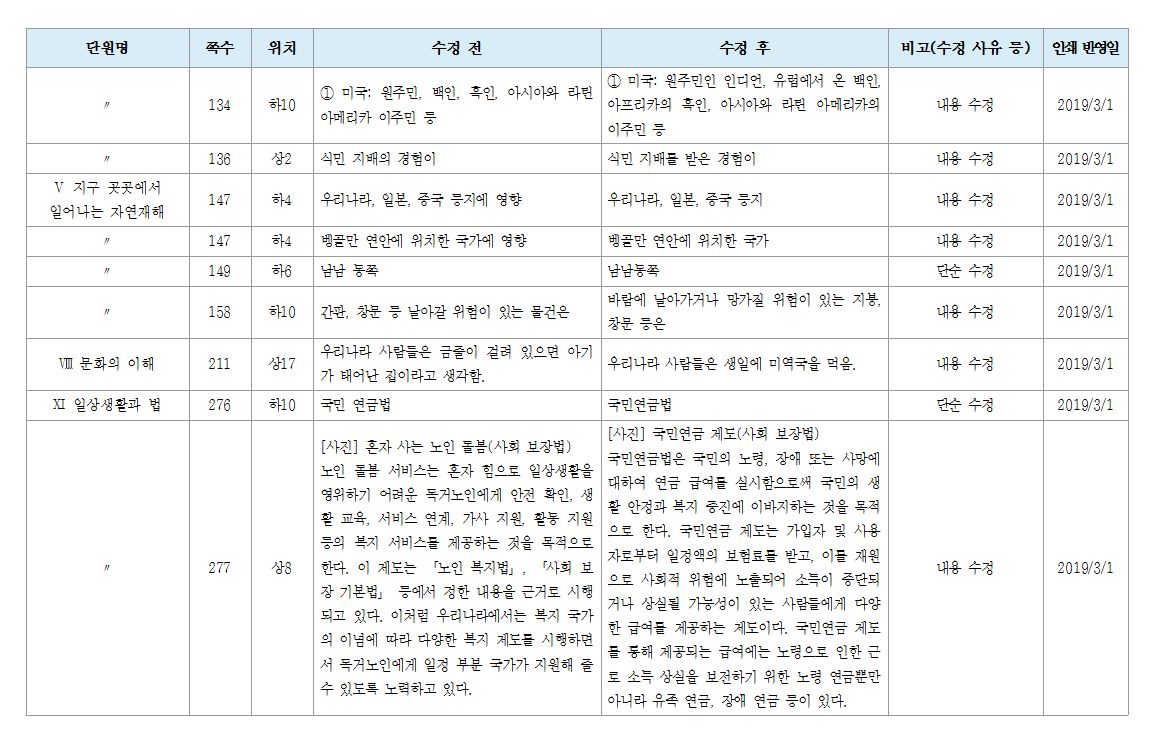 단원명 쪽수 위치 수정 전 수정 후 비고(수정 사유 등) 인쇄 반영일
〃 134 하10 ① 미국: 원주민, 백인, 흑인, 아시아와 라틴
아메리카 이주민 등
① 미국: 원주민인 인디언, 유럽에서 온 백인,
아프리카의 흑인, 아시아와 라틴 아메리카의
이주민 등
내용 수정 2019/3/1
〃 136 상2 식민 지배의 경험이 식민 지배를 받은 경험이 내용 수정 2019/3/1
Ⅴ 지구 곳곳에서
일어나는 자연재해
147 하4 우리나라, 일본, 중국 등지에 영향 우리나라, 일본, 중국 등지 내용 수정 2019/3/1
〃 147 하4 벵골만 연안에 위치한 국가에 영향 벵골만 연안에 위치한 국가 내용 수정 2019/3/1
〃 149 하6 남남 동쪽 남남동쪽 단순 수정 2019/3/1
〃 158 하10 간판, 창문 등 날아갈 위험이 있는 물건은
바람에 날아가거나 망가질 위험이 있는 지붕,
창문 등은
내용 수정 2019/3/1
Ⅷ 문화의 이해 211 상17 우리나라 사람들은 금줄이 걸려 있으면 아기
가 태어난 집이라고 생각함.
우리나라 사람들은 생일에 미역국을 먹음. 내용 수정 2019/3/1
Ⅺ 일상생활과 법 276 하10 국민 연금법 국민연금법 단순 수정 2019/3/1
〃 277 상8
[사진] 혼자 사는 노인 돌봄(사회 보장법)
노인 돌봄 서비스는 혼자 힘으로 일상생활을
영위하기 어려운 독거노인에게 안전 확인, 생
활 교육, 서비스 연계, 가사 지원, 활동 지원
등의 복지 서비스를 제공하는 것을 목적으로
한다. 이 제도는 「노인 복지법」, 「사회 보
장 기본법」 등에서 정한 내용을 근거로 시행
되고 있다. 이처럼 우리나라에서는 복지 국가
의 이념에 따라 다양한 복지 제도를 시행하면
서 독거노인에게 일정 부분 국가가 지원해 줄
수 있도록 노력하고 있다.
[사진] 국민연금 제도(사회 보장법)
국민연금법은 국민의 노령, 장애 또는 사망에
대하여 연금 급여를 실시함으로써 국민의 생
활 안정과 복지 증진에 이바지하는 것을 목적
으로 한다. 국민연금 제도는 가입자 및 사용
자로부터 일정액의 보험료를 받고, 이를 재원
으로 사회적 위험에 노출되어 소득이 중단되
거나 상실될 가능성이 있는 사람들에게 다양
한 급여를 제공하는 제도이다. 국민연금 제도
를 통해 제공되는 급여에는 노령으로 인한 근
로 소득 상실을 보전하기 위한 노령 연금뿐만
아니라 유족 연금, 장애 연금 등이 있다.
내용 수정 2019/3/1